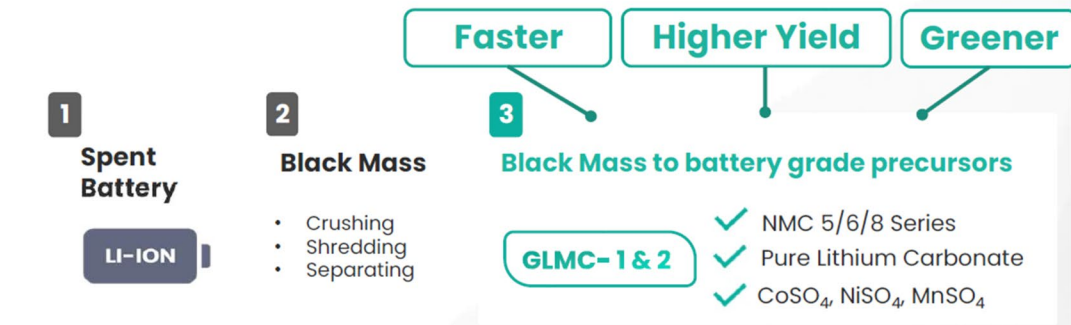 Faster
Higher Yield
Greener
1
Spent
Battery
LI-ION
2
Black Mass
• Crushing
• Shredding
• Separating
3
Black Mass to battery grade precursors
GLMC- 1 & 2
NMC 5/6/8 Series
Pure Lithium Carbonate
CoSO₄, NiSO₄, MnSO₄